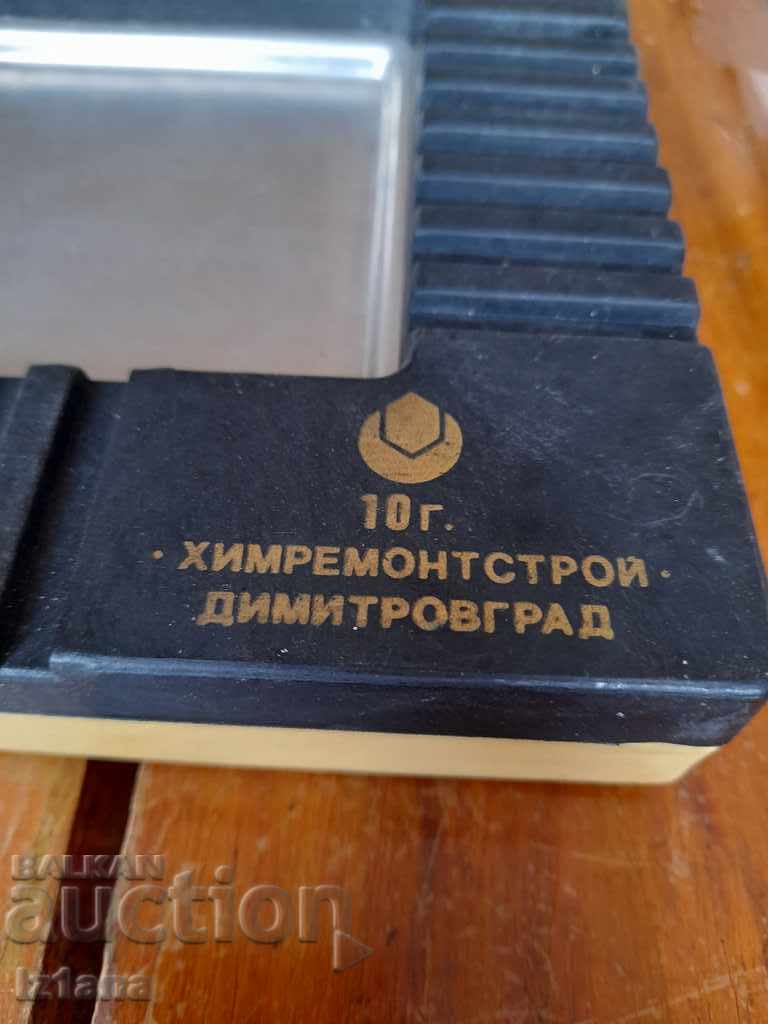 10г.
·ХИМРЕМОНТСТРОЙ·
ДИМИТРОВГРАД
BALKAN
auction
iz1ana